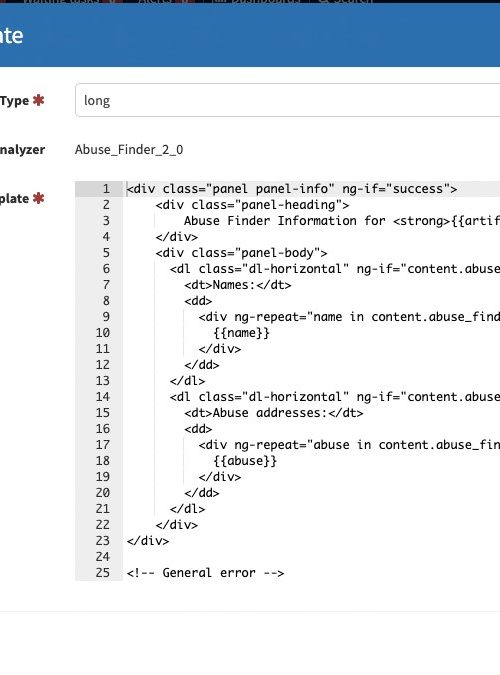 Waiting tasks 0 Alerts 0 Dashboards Search
ate
Type ✱
long
nalyzer
Abuse_Finder_2_0
plate ✱
1 <div class="panel panel-info" ng-if="success">
2 <div class="panel-heading">
3 Abuse Finder Information for <strong>{{artif
4 </div>
5 <div class="panel-body">
6 <dl class="dl-horizontal" ng-if="content.abuse
7 <dt>Names:</dt>
8 <dd>
9 <div ng-repeat="name in content.abuse_find
10 {{name}}
11 </div>
12 </dd>
13 </dl>
14 <dl class="dl-horizontal" ng-if="content.abuse
15 <dt>Abuse addresses:</dt>
16 <dd>
17 <div ng-repeat="abuse in content.abuse_fin
18 {{abuse}}
19 </div>
20 </dd>
21 </dl>
22 </div>
23 </div>
24
25 <!-- General error -->